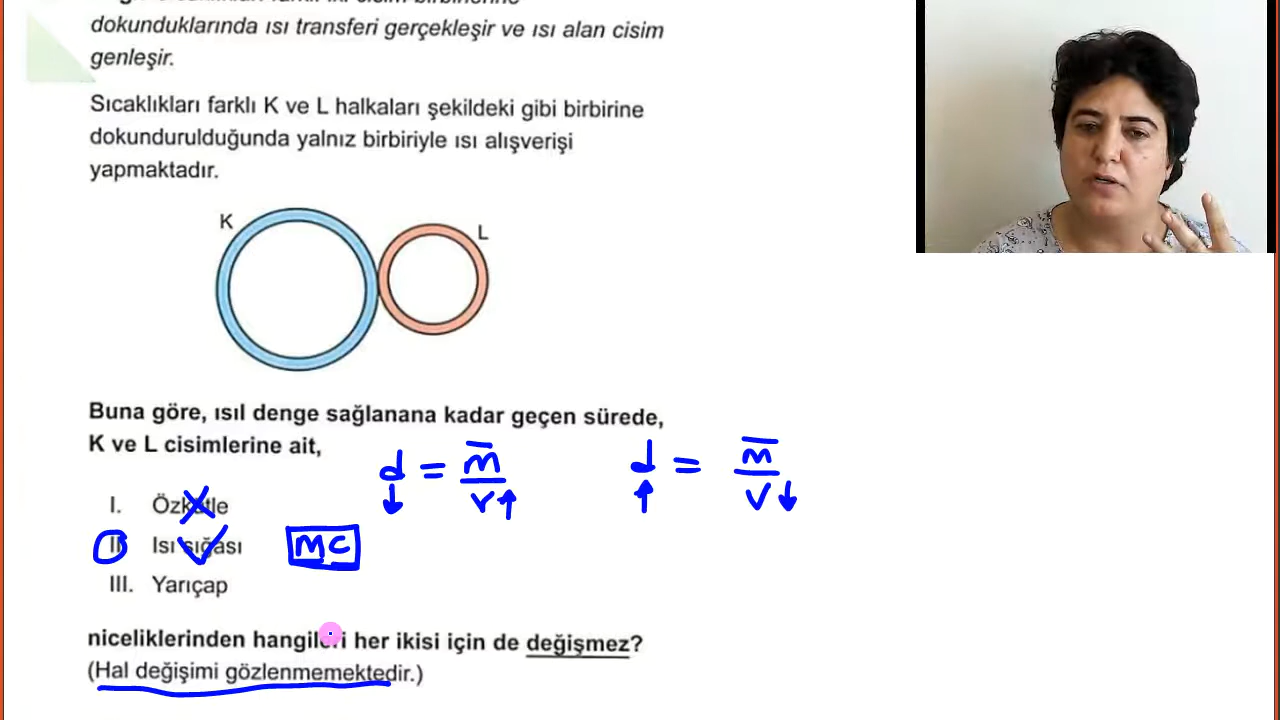 dokunduklarında ısı transferi gerçekleşir ve ısı alan cisim
genleşir.
Sıcaklıkları farklı K ve L halkaları şekildeki gibi birbirine
dokundurulduğunda yalnız birbiriyle ısı alışverişi
yapmaktadır.
K
L
Buna göre, ısıl denge sağlanana kadar geçen sürede,
K ve L cisimlerine ait,
d = m / V
d = m / V
I. Özkütle
II. Isı sığası
mc
III. Yarıçap
niceliklerinden hangileri her ikisi için de değişmez?
(Hal değişimi gözlenmemektedir.)